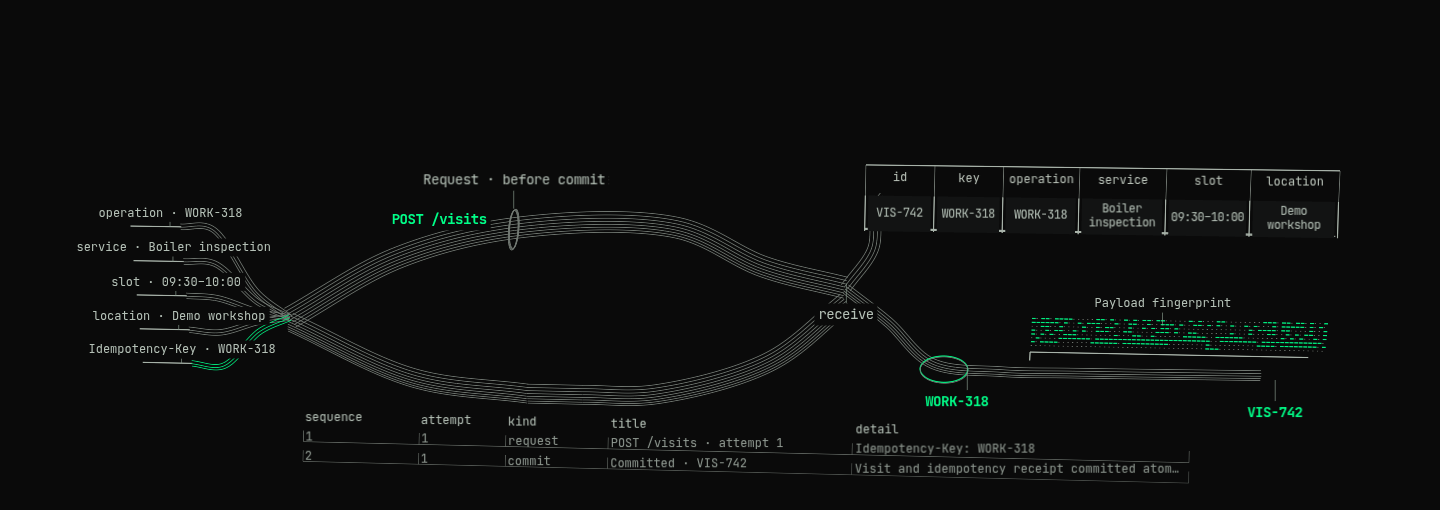 Request · before commit
POST /visits
operation · WORK-318
service · Boiler inspection
slot · 09:30–10:00
location · Demo workshop
Idempotency-Key · WORK-318
id key operation service slot location
VIS-742 WORK-318 WORK-318 Boiler inspection 09:30–10:00 Demo workshop
receive
Payload fingerprint
WORK-318
VIS-742
sequence attempt kind title detail
1 1 request POST /visits · attempt 1 Idempotency-Key: WORK-318
2 1 commit Committed · VIS-742 Visit and idempotency receipt committed atom…